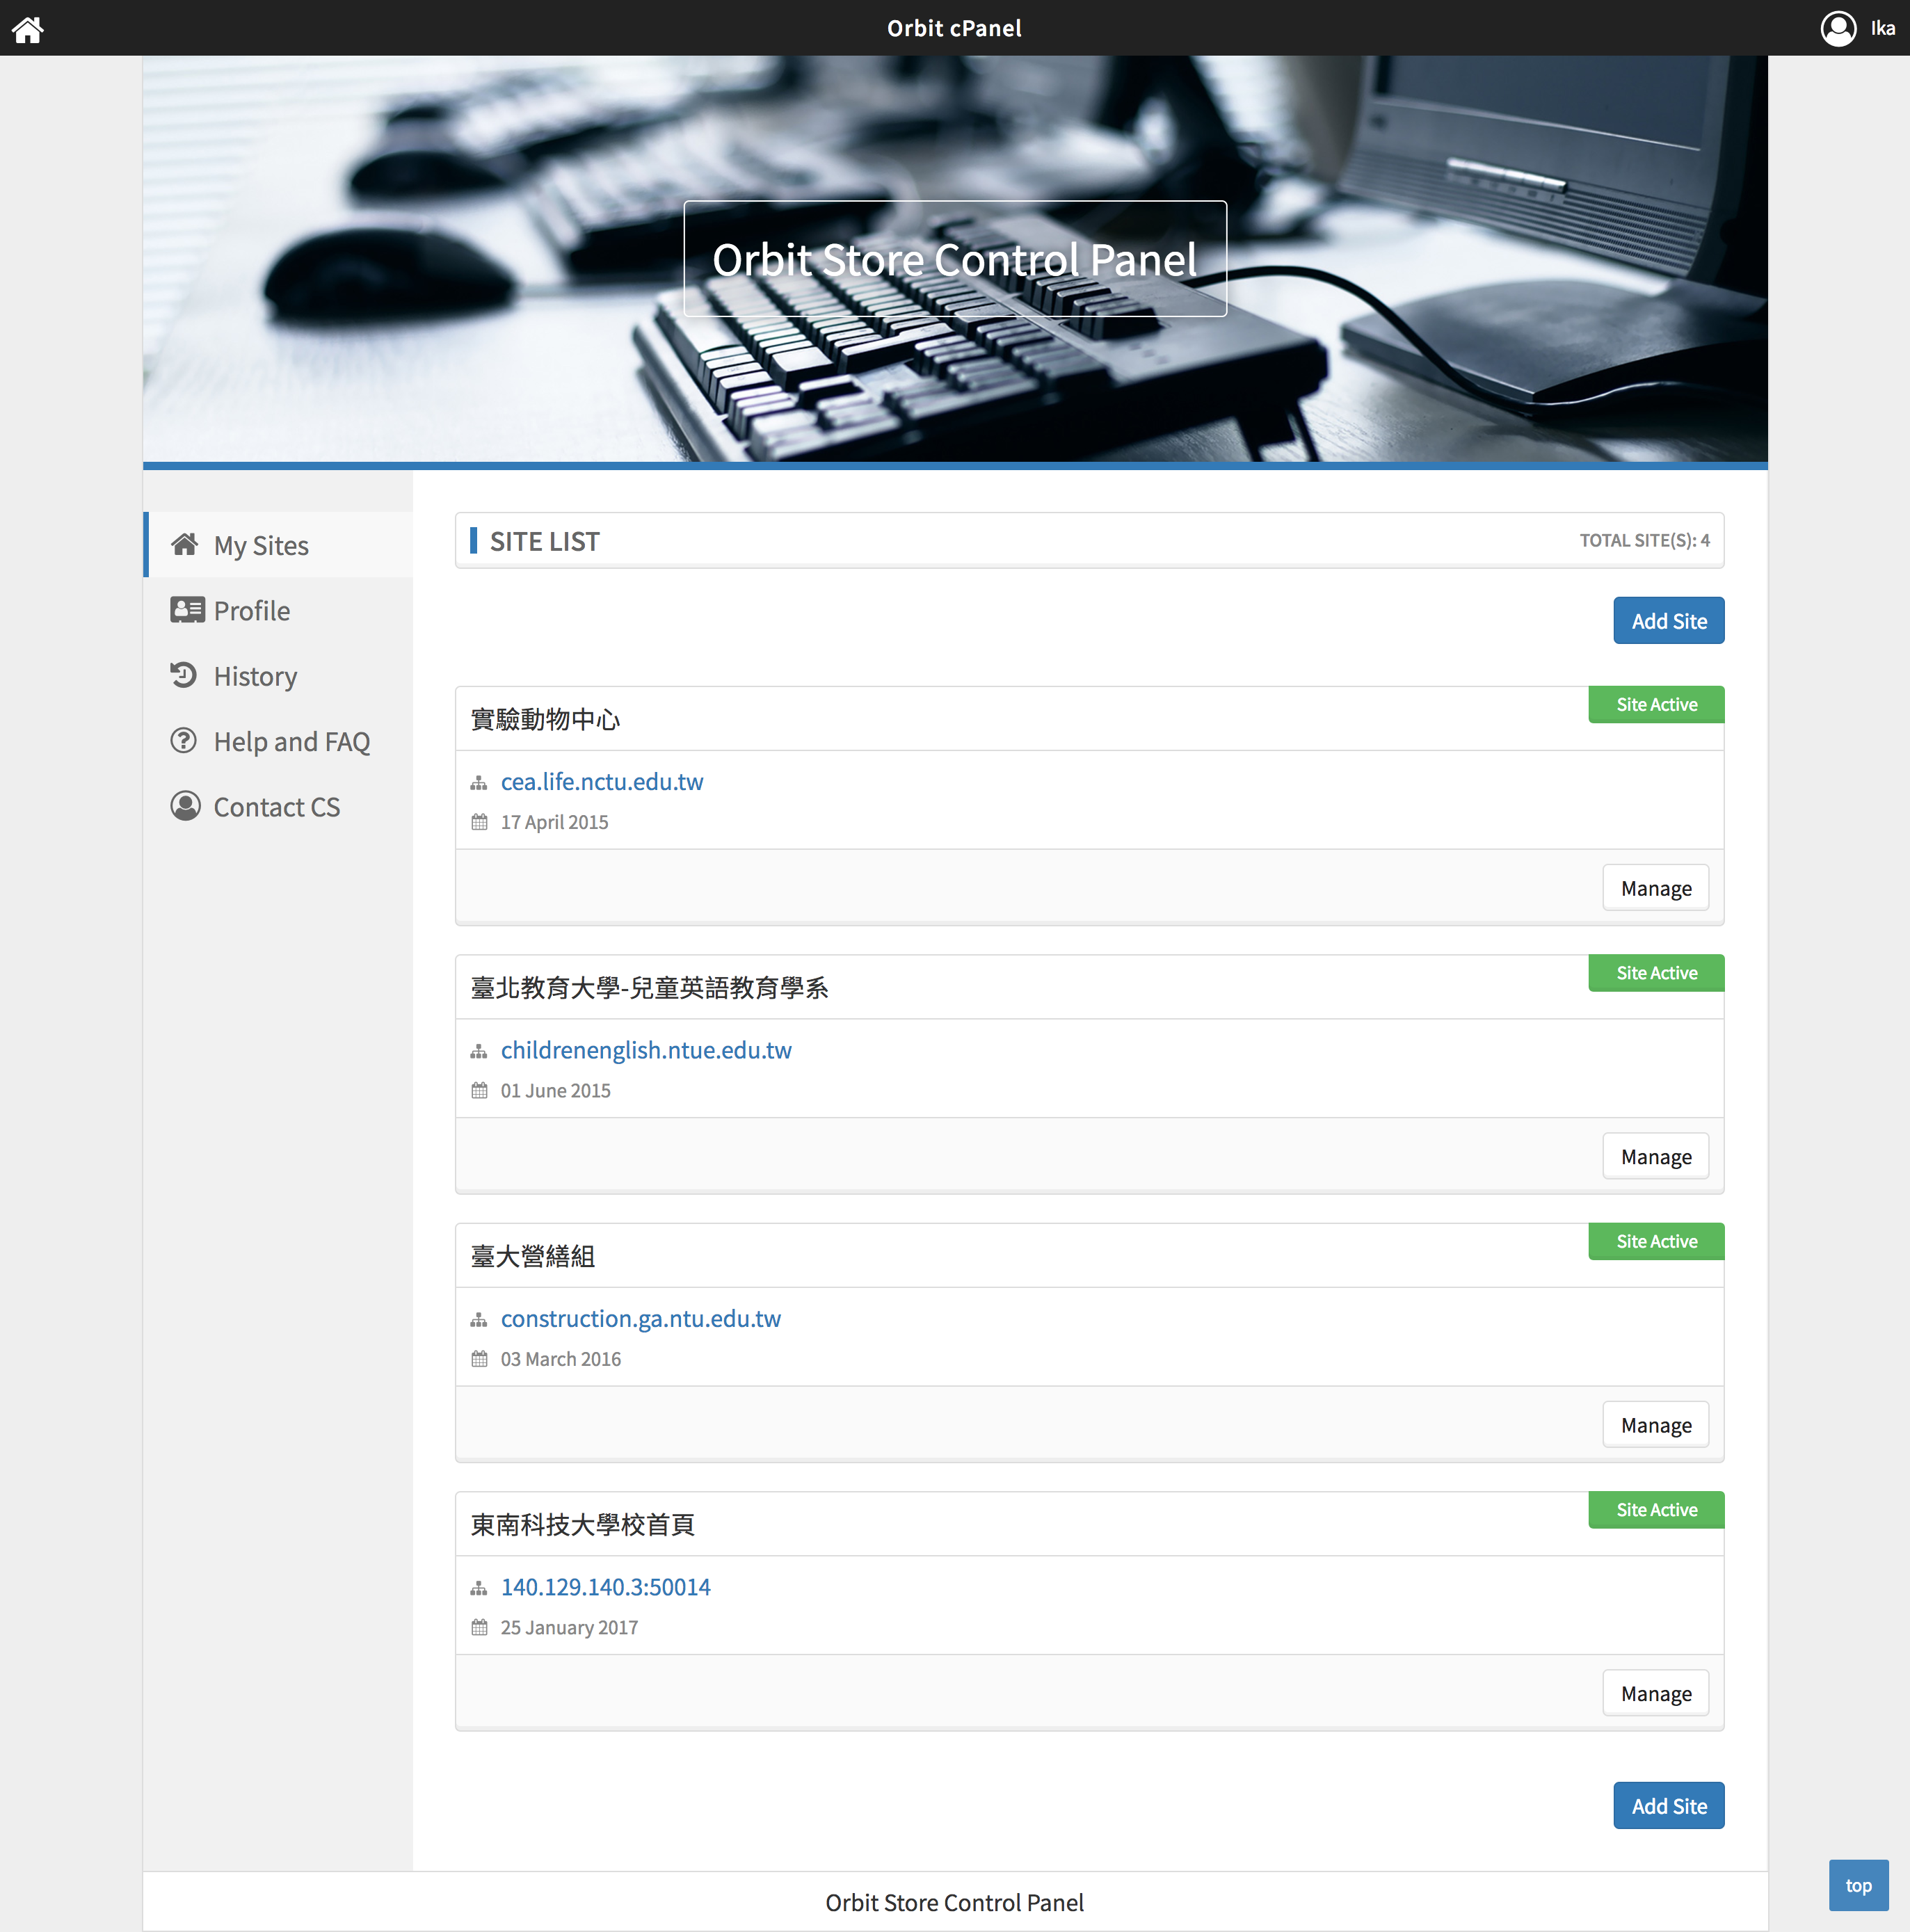 Orbit cPanel
Ika
Orbit Store Control Panel
My Sites
Profile
History
Help and FAQ
Contact CS
SITE LIST
TOTAL SITE(S): 4
Add Site
實驗動物中心
Site Active
cea.life.nctu.edu.tw
17 April 2015
Manage
臺北教育大學-兒童英語教育學系
Site Active
childrenenglish.ntue.edu.tw
01 June 2015
Manage
臺大營繕組
Site Active
construction.ga.ntu.edu.tw
03 March 2016
Manage
東南科技大學校首頁
Site Active
140.129.140.3:50014
25 January 2017
Manage
Add Site
top
Orbit Store Control Panel